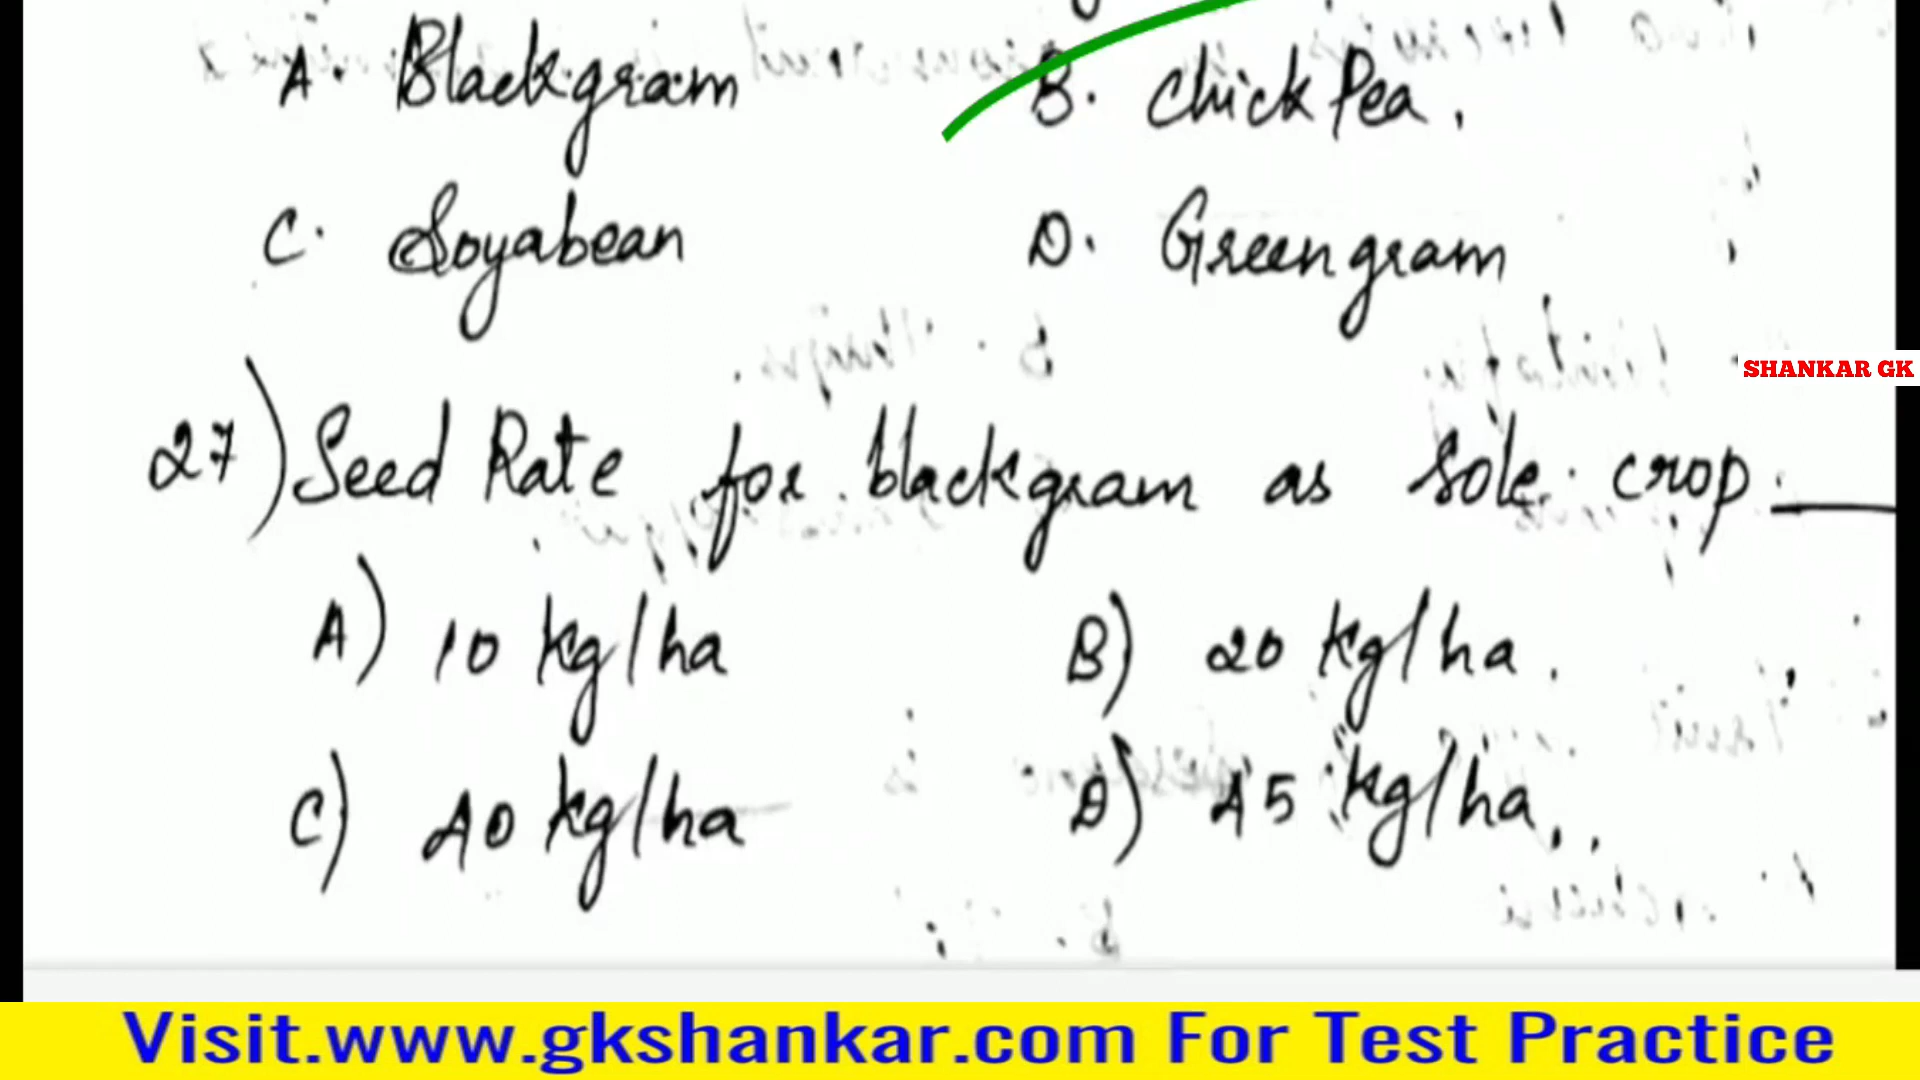 A. Blackgram B. Chick Pea.
C. Soyabean D. Greengram
SHANKAR GK
27) Seed Rate for blackgram as sole crop
A) 10 kg/ha B) 20 kg/ha.
C) 40 kg/ha D) 45 kg/ha.
Visit.www.gkshankar.com For Test Practice